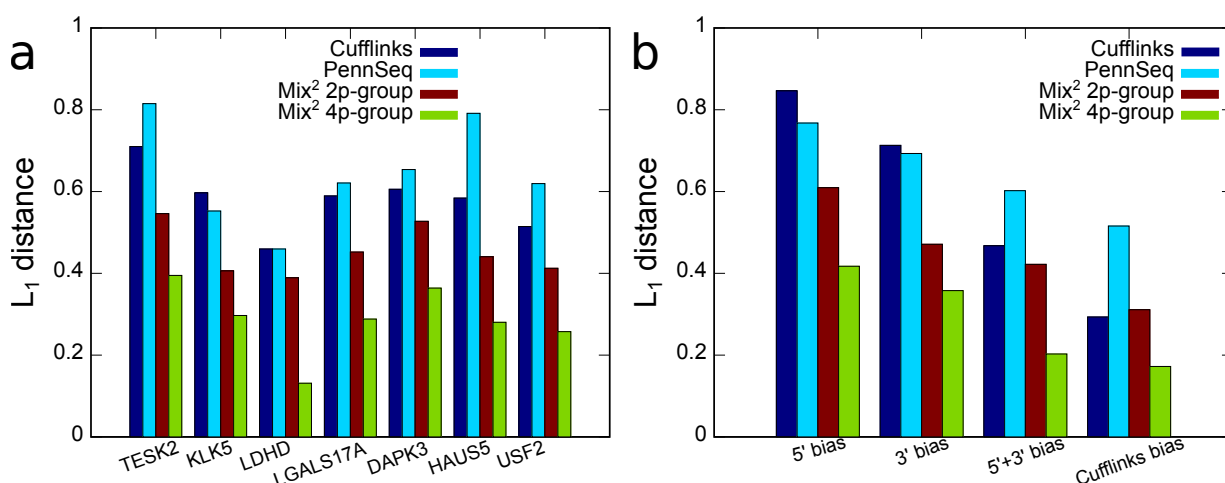 a
L₁ distance
1
0.8
0.6
0.4
0.2
0
Cufflinks
PennSeq
Mix² 2p-group
Mix² 4p-group
TESK2
KLK5
LDHD
LGALS17A
DAPK3
HAUS5
USF2
b
L₁ distance
1
0.8
0.6
0.4
0.2
0
Cufflinks
PennSeq
Mix² 2p-group
Mix² 4p-group
5' bias
3' bias
5'+3' bias
Cufflinks bias